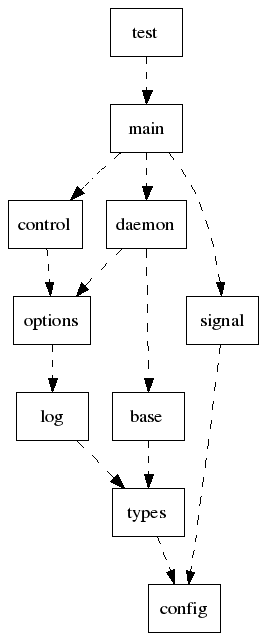 test
main
control
daemon
options
signal
log
base
types
config